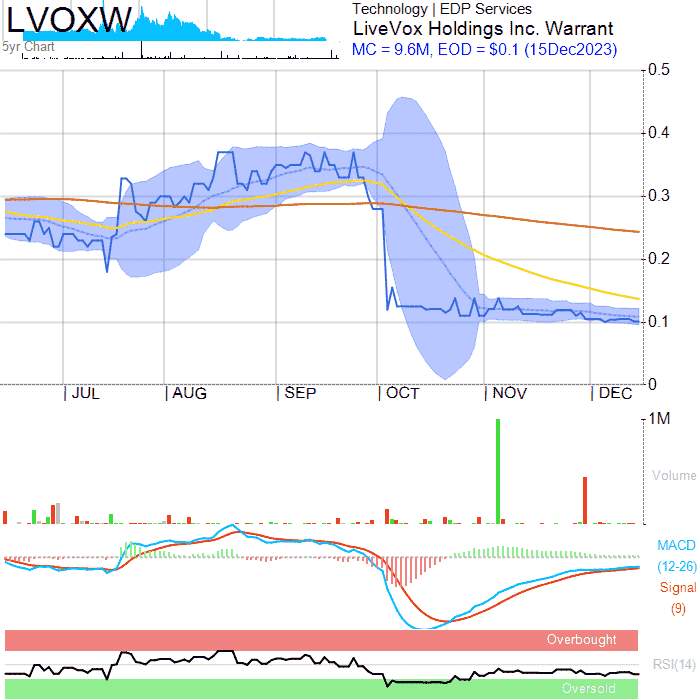 LVOXW
5yr Chart
Technology | EDP Services
LiveVox Holdings Inc. Warrant
MC = 9.6M, EOD = $0.1 (15Dec2023)
0.5
0.4
0.3
0.2
0.1
0
| JUL | AUG | SEP | OCT | NOV | DEC
1M
Volume
MACD
(12-26)
Signal
(9)
Overbought
RSI(14)
Oversold